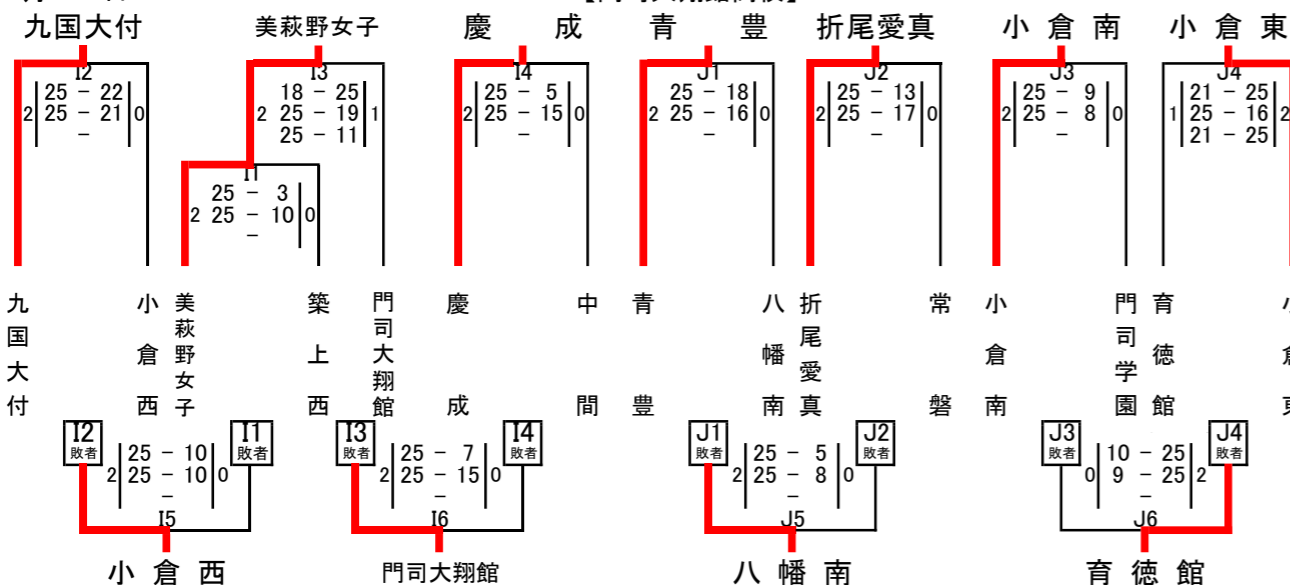 九国大付 美萩野女子 慶成 青豊 折尾愛真 小倉南 小倉東
I2 I3 I4 J1 J2 J3 J4
25 - 22 18 - 25 25 - 5 25 - 18 25 - 13 25 - 9 21 - 25
2 25 - 21 0 2 25 - 19 1 2 25 - 15 0 2 25 - 16 0 2 25 - 17 0 2 25 - 8 0 1 25 - 16 2
- 25 - 11 - - - - 21 - 25
I1
25 - 3
2 25 - 10 0
-
九国大付 小倉西 美萩野女子 築上西 門司大翔館 慶成 中間 青豊 八幡南 折尾愛真 常磐 小倉南 門司学園 育徳館
I2 I1 I3 I4 J1 J2 J3 J4
敗者 敗者 敗者 敗者 敗者 敗者 敗者 敗者
25 - 10 25 - 7 25 - 5 10 - 25
2 25 - 10 0 2 25 - 15 0 2 25 - 8 0 0 9 - 25 2
- - - -
I5 I6 J5 J6
小倉西 門司大翔館 八幡南 育徳館